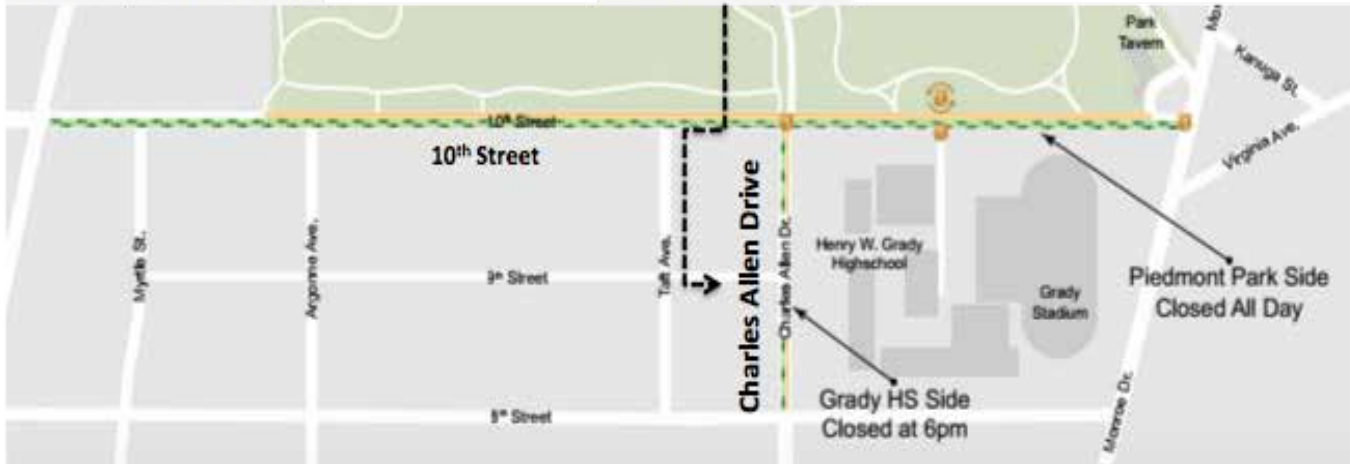 Park
Tavern
Mo
Kanuga St.
Virginia Ave,
10th Street
10th Street
Myrtle St.
Argonne Ave,
9th Street
Taft Ave,
Charles Allen Drive
Charles Allen Dr.
Henry W. Grady
Highschool
Grady
Stadium
Piedmont Park Side
Closed All Day
Grady HS Side
Closed at 6pm
8th Street
Monroe Dr.